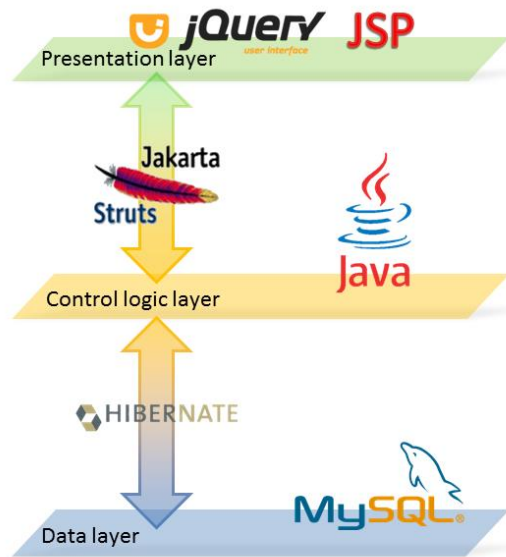 jQuery JSP
user interface
Presentation layer
Jakarta
Struts
Java
Control logic layer
HIBERNATE
MySQL®
Data layer